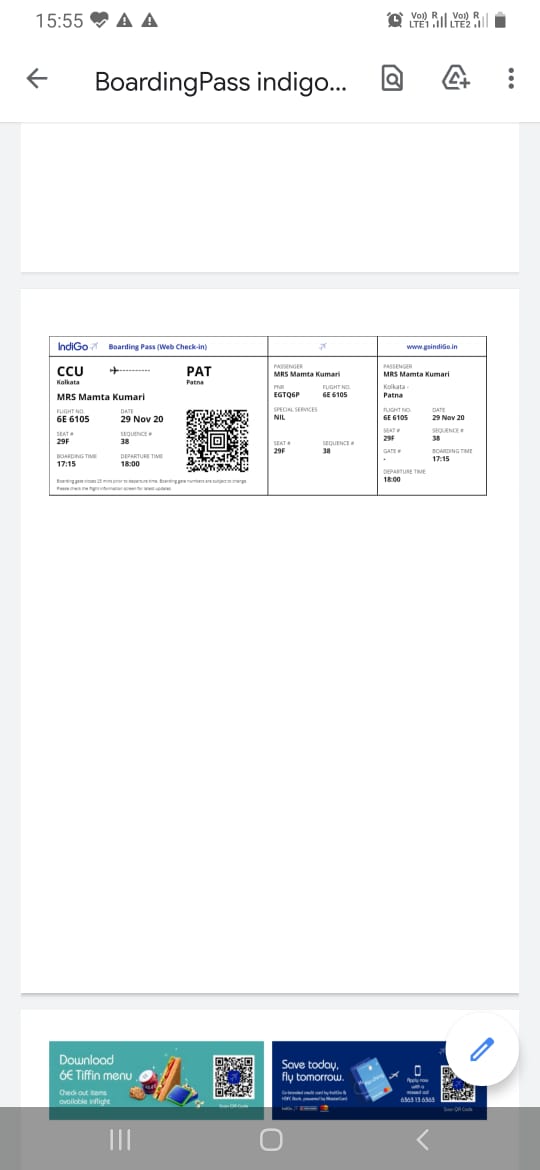 15:55
Vo)) R Vo)) R
LTE1 LTE2
BoardingPass indigo...
IndiGo Boarding Pass (Web Check-in)
CCU PAT
Kolkata Patna
MRS Mamta Kumari
FLIGHT NO. DATE
6E 6105 29 Nov 20
SEAT # SEQUENCE #
29F 38
BOARDING TIME DEPARTURE TIME
17:15 18:00
Boarding gate closes 25 mins prior to departure time. Boarding gate numbers are subject to change.
Please check the flight information screen for latest updates
PASSENGER
MRS Mamta Kumari
PNR FLIGHT NO.
EGTQ6P 6E 6105
SPECIAL SERVICES
NIL
SEAT # SEQUENCE #
29F 38
www.goindiGo.in
PASSENGER
MRS Mamta Kumari
Kolkata -
Patna
FLIGHT NO. DATE
6E 6105 29 Nov 20
SEAT # SEQUENCE #
29F 38
GATE # BOARDING TIME
- 17:15
DEPARTURE TIME
18:00
Download
6E Tiffin menu
Check out items
available inflight
Scan QR Code
Save today,
fly tomorrow.
Co-branded credit card by IndiGo &
HDFC Bank, powered by Mastercard
IndiGo
Apply now
with a
missed call
6363 13 6363
Scan QR Code